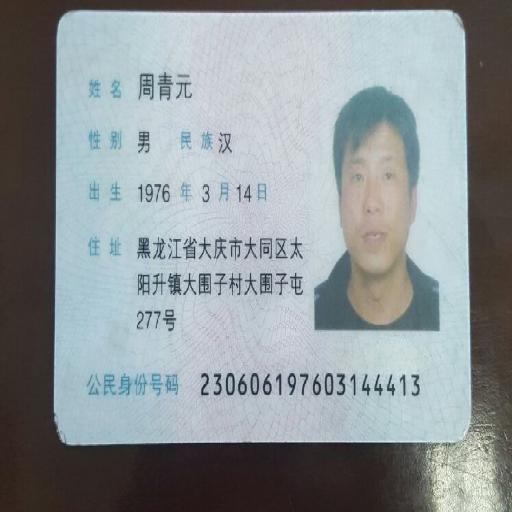 姓名 周青元
性别 男 民族 汉
出生 1976 年 3 月 14 日
住址 黑龙江省大庆市大同区太
阳升镇大围子村大围子屯
277号
公民身份号码 230606197603144413